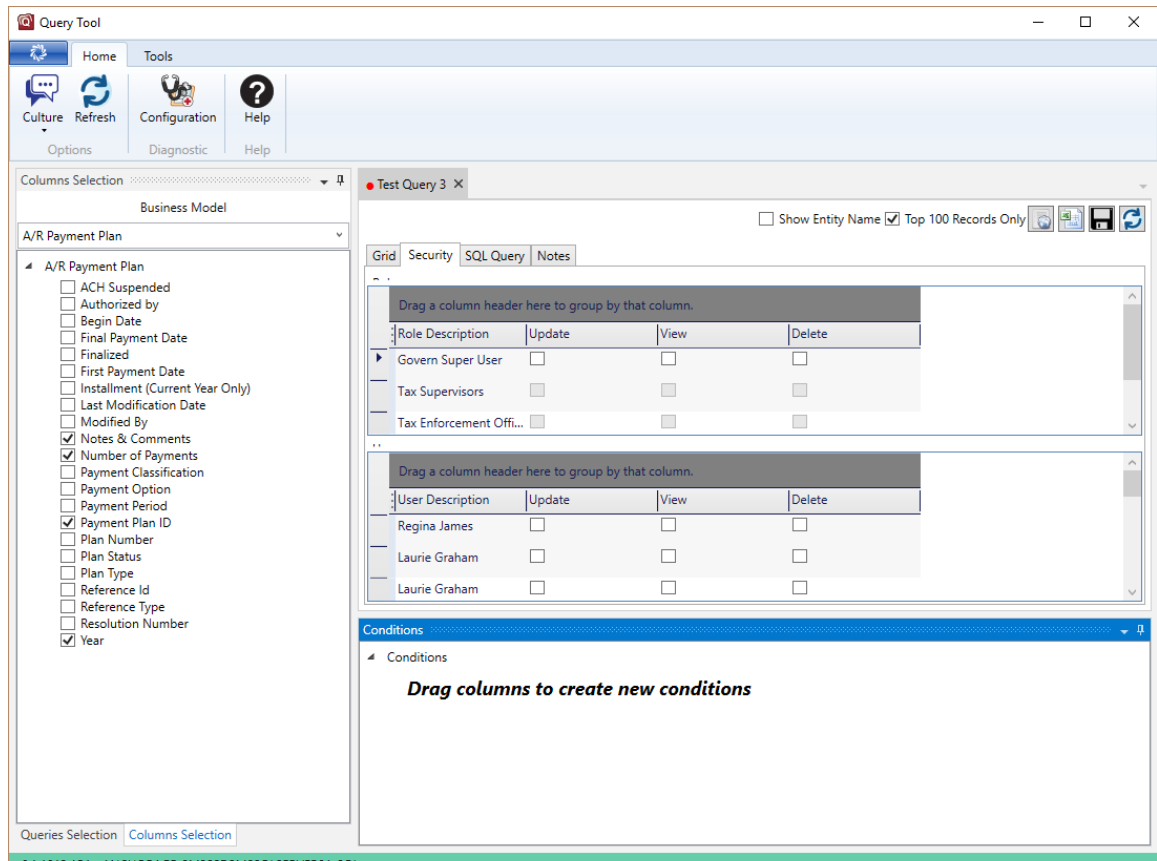 Query Tool
Home Tools
Culture Refresh Configuration Help
Options Diagnostic Help
Columns Selection
Business Model
A/R Payment Plan
A/R Payment Plan
ACH Suspended
Authorized by
Begin Date
Final Payment Date
Finalized
First Payment Date
Installment (Current Year Only)
Last Modification Date
Modified By
Notes & Comments
Number of Payments
Payment Classification
Payment Option
Payment Period
Payment Plan ID
Plan Number
Plan Status
Plan Type
Reference Id
Reference Type
Resolution Number
Year
Queries Selection Columns Selection
Test Query 3
Show Entity Name Top 100 Records Only
Grid Security SQL Query Notes
Drag a column header here to group by that column.
Role Description Update View Delete
Govern Super User
Tax Supervisors
Tax Enforcement Offi...
Drag a column header here to group by that column.
User Description Update View Delete
Regina James
Laurie Graham
Laurie Graham
Conditions
Conditions
Drag columns to create new conditions